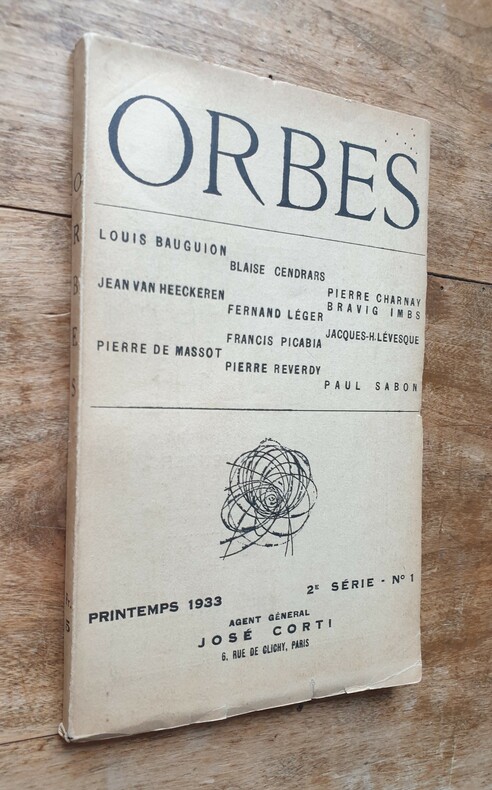 ORBES
LOUIS BAUGUION
BLAISE CENDRARS
PIERRE CHARNAY
JEAN VAN HEECKEREN
BRAVIG IMBS
FERNAND LÉGER
JACQUES-H. LÉVESQUE
FRANCIS PICABIA
PIERRE DE MASSOT
PIERRE REVERDY
PAUL SABON
PRINTEMPS 1933
2E SÉRIE - No 1
AGENT GÉNÉRAL
JOSÉ CORTI
6, RUE DE CLICHY, PARIS
ORBES